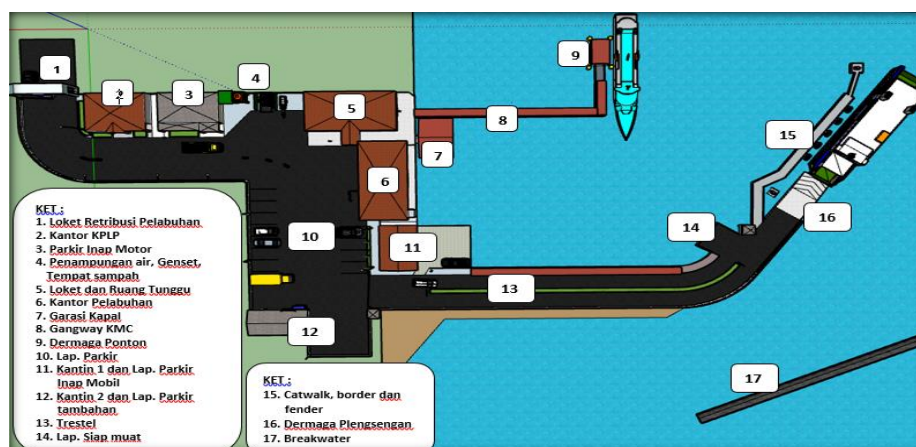 1
2
3
4
5
6
7
8
9
10
11
12
13
14
15
16
17
KET :
1. Loket Retribusi Pelabuhan
2. Kantor KPLP
3. Parkir Inap Motor
4. Penampungan air, Genset,
Tempat sampah
5. Loket dan Ruang Tunggu
6. Kantor Pelabuhan
7. Garasi Kapal
8. Gangway KMC
9. Dermaga Ponton
10. Lap. Parkir
11. Kantin 1 dan Lap. Parkir
Inap Mobil
12. Kantin 2 dan Lap. Parkir
tambahan
13. Trestel
14. Lap. Siap muat
KET :
15. Catwalk, border dan
fender
16. Dermaga Plengsengan
17. Breakwater